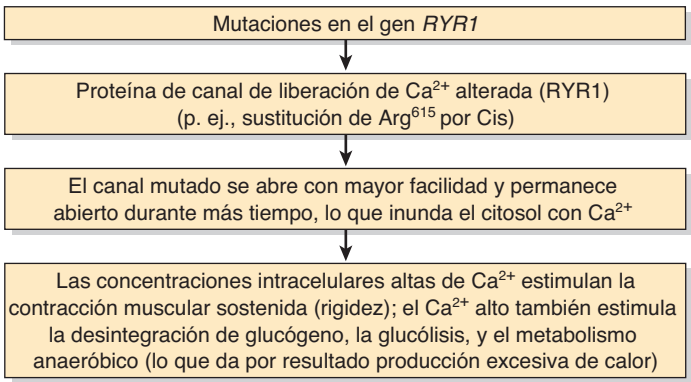 Mutaciones en el gen RYR1
Proteína de canal de liberación de Ca²⁺ alterada (RYR1)
(p. ej., sustitución de Arg⁶¹⁵ por Cis)
El canal mutado se abre con mayor facilidad y permanece
abierto durante más tiempo, lo que inunda el citosol con Ca²⁺
Las concentraciones intracelulares altas de Ca²⁺ estimulan la
contracción muscular sostenida (rigidez); el Ca²⁺ alto también estimula
la desintegración de glucógeno, la glucólisis, y el metabolismo
anaeróbico (lo que da por resultado producción excesiva de calor)